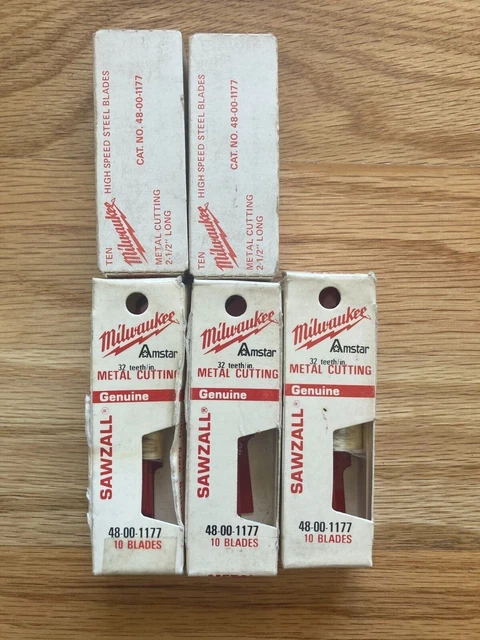 TEN HIGH SPEED STEEL BLADES
Milwaukee CAT. NO. 48-00-1177
METAL CUTTING
2-1/2" LONG
TEN HIGH SPEED STEEL BLADES
Milwaukee CAT. NO. 48-00-1177
METAL CUTTING
2-1/2" LONG
Milwaukee
Amstar
32 teeth/in.
METAL CUTTING
Genuine
SAWZALL®
48-00-1177
10 BLADES
Milwaukee
Amstar
32 teeth/in.
METAL CUTTING
Genuine
SAWZALL®
48-00-1177
10 BLADES
Milwaukee
Amstar
32 teeth/in.
METAL CUTTING
Genuine
SAWZALL®
48-00-1177
10 BLADES